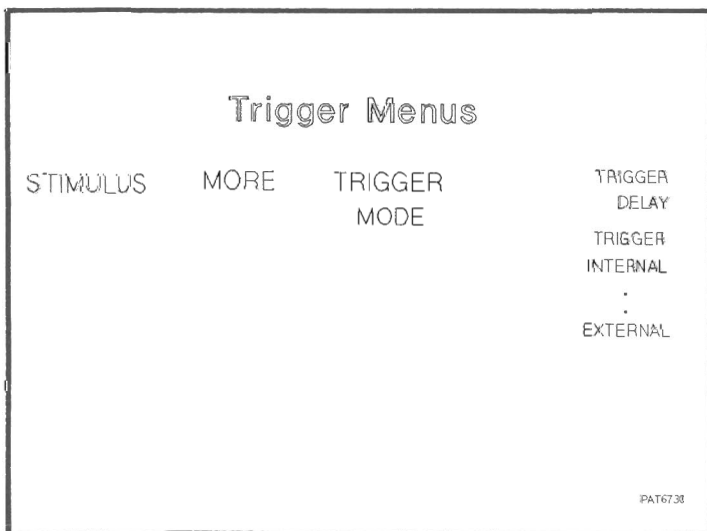 Trigger Menus
STIMULUS MORE TRIGGER
MODE
TRIGGER
DELAY
TRIGGER
INTERNAL
.
.
EXTERNAL
PAT6738